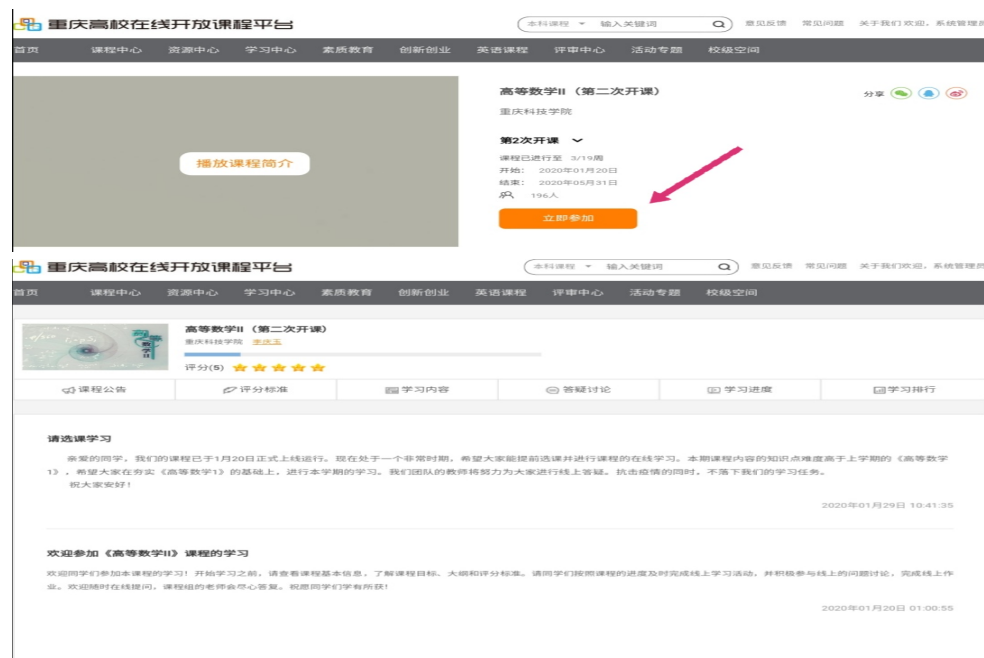 重庆高校在线开放课程平台
本科课程 输入关键词
意见反馈 常见问题 关于我们 欢迎，系统管理员
首页 课程中心 资源中心 学习中心 素质教育 创新创业 英语课程 评审中心 活动专题 校级空间
播放课程简介
高等数学II（第二次开课）
分享
重庆科技学院
第2次开课
课程已进行至 3/19周
开始： 2020年01月20日
结束： 2020年05月31日
196人
立即参加
重庆高校在线开放课程平台
本科课程 输入关键词
意见反馈 常见问题 关于我们 欢迎，系统管理员
首页 课程中心 资源中心 学习中心 素质教育 创新创业 英语课程 评审中心 活动专题 校级空间
高等数学II（第二次开课）
重庆科技学院 李庆玉
评分(5)
课程公告 评分标准 学习内容 答疑讨论 学习进度 学习排行
请选课学习
亲爱的同学，我们的课程已于1月20日正式上线运行。现在处于一个非常时期，希望大家能提前选课并进行课程的在线学习。本期课程内容的知识点难度高于上学期的《高等数学
1》，希望大家在夯实《高等数学1》的基础上，进行本学期的学习。我们团队的教师将努力为大家进行线上答疑。抗击疫情的同时，不落下我们的学习任务。
祝大家安好！
2020年01月29日 10:41:35
欢迎参加《高等数学II》课程的学习
欢迎同学们参加本课程的学习！开始学习之前，请查看课程基本信息，了解课程目标、大纲和评分标准。请同学们按照课程的进度及时完成线上学习活动，并积极参与线上的问题讨论，完成线上作
业。欢迎随时在线提问，课程组的老师会尽心答复。祝愿同学们学有所获！
2020年01月20日 01:00:55